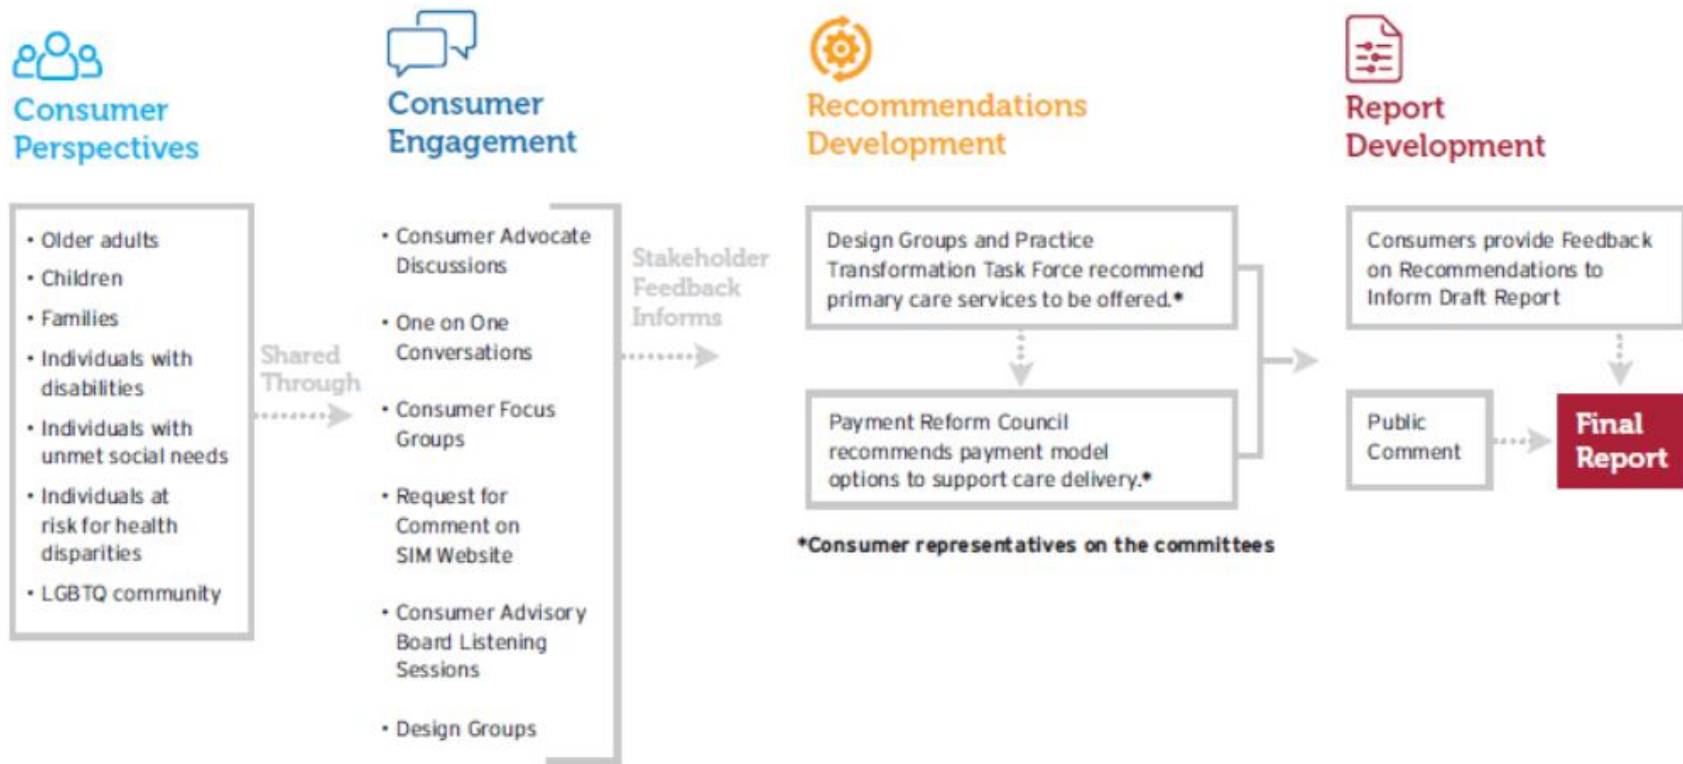 Consumer
Perspectives
• Older adults
• Children
• Families
• Individuals with
disabilities
• Individuals with
unmet social needs
• Individuals at
risk for health
disparities
• LGBTQ community
Shared
Through
Consumer
Engagement
• Consumer Advocate
Discussions
• One on One
Conversations
• Consumer Focus
Groups
• Request for
Comment on
SIM Website
• Consumer Advisory
Board Listening
Sessions
• Design Groups
Stakeholder
Feedback
Informs
Recommendations
Development
Design Groups and Practice
Transformation Task Force recommend
primary care services to be offered.*
Payment Reform Council
recommends payment model
options to support care delivery.*
*Consumer representatives on the committees
Report
Development
Consumers provide Feedback
on Recommendations to
Inform Draft Report
Public
Comment
Final
Report